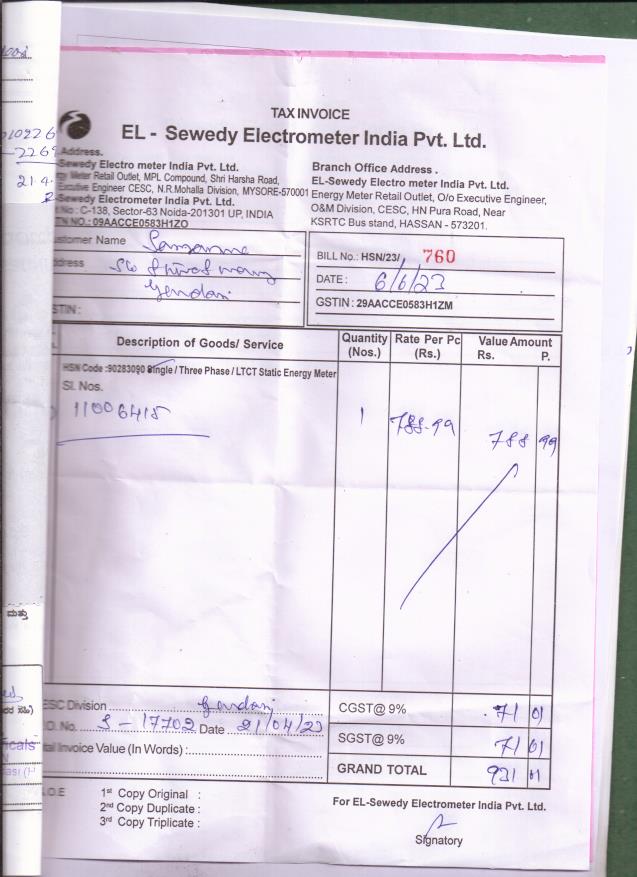 TAX INVOICE
EL - Sewedy Electrometer India Pvt. Ltd.
Address.
Sewedy Electro meter India Pvt. Ltd.
Meter Retail Outlet, MPL Compound, Shri Harsha Road,
Executive Engineer CESC, N.R.Mohalla Division, MYSORE-570001
Sewedy Electrometer India Pvt. Ltd.
No : C-138, Sector-63 Noida-201301 UP, INDIA
TN NO.: 09AACCE0583H1ZO
Branch Office Address .
EL-Sewedy Electro meter India Pvt. Ltd.
Energy Meter Retail Outlet, O/o Executive Engineer,
O&M Division, CESC, HN Pura Road, Near
KSRTC Bus stand, HASSAN - 573201.
ustomer Name
dress
STIN :
BILL No.: HSN/23/ 760
DATE : 6/6/23
GSTIN : 29AACCE0583H1ZM
Description of Goods/ Service
Quantity (Nos.)
Rate Per Pc (Rs.)
Value Amount
Rs. P.
HSN Code :90283090 Single / Three Phase / LTCT Static Energy Meter
Sl. Nos.
11006415 1 788.99 788 99
ESC Division
.O. No. S-17702 Date 21/04/23
tal Invoice Value (In Words) :
CGST@ 9% 71 01
SGST@ 9% 71 01
GRAND TOTAL 931 01
.O.E
1st Copy Original :
2nd Copy Duplicate :
3rd Copy Triplicate :
For EL-Sewedy Electrometer India Pvt. Ltd.
Signatory
ಮತ್ತು